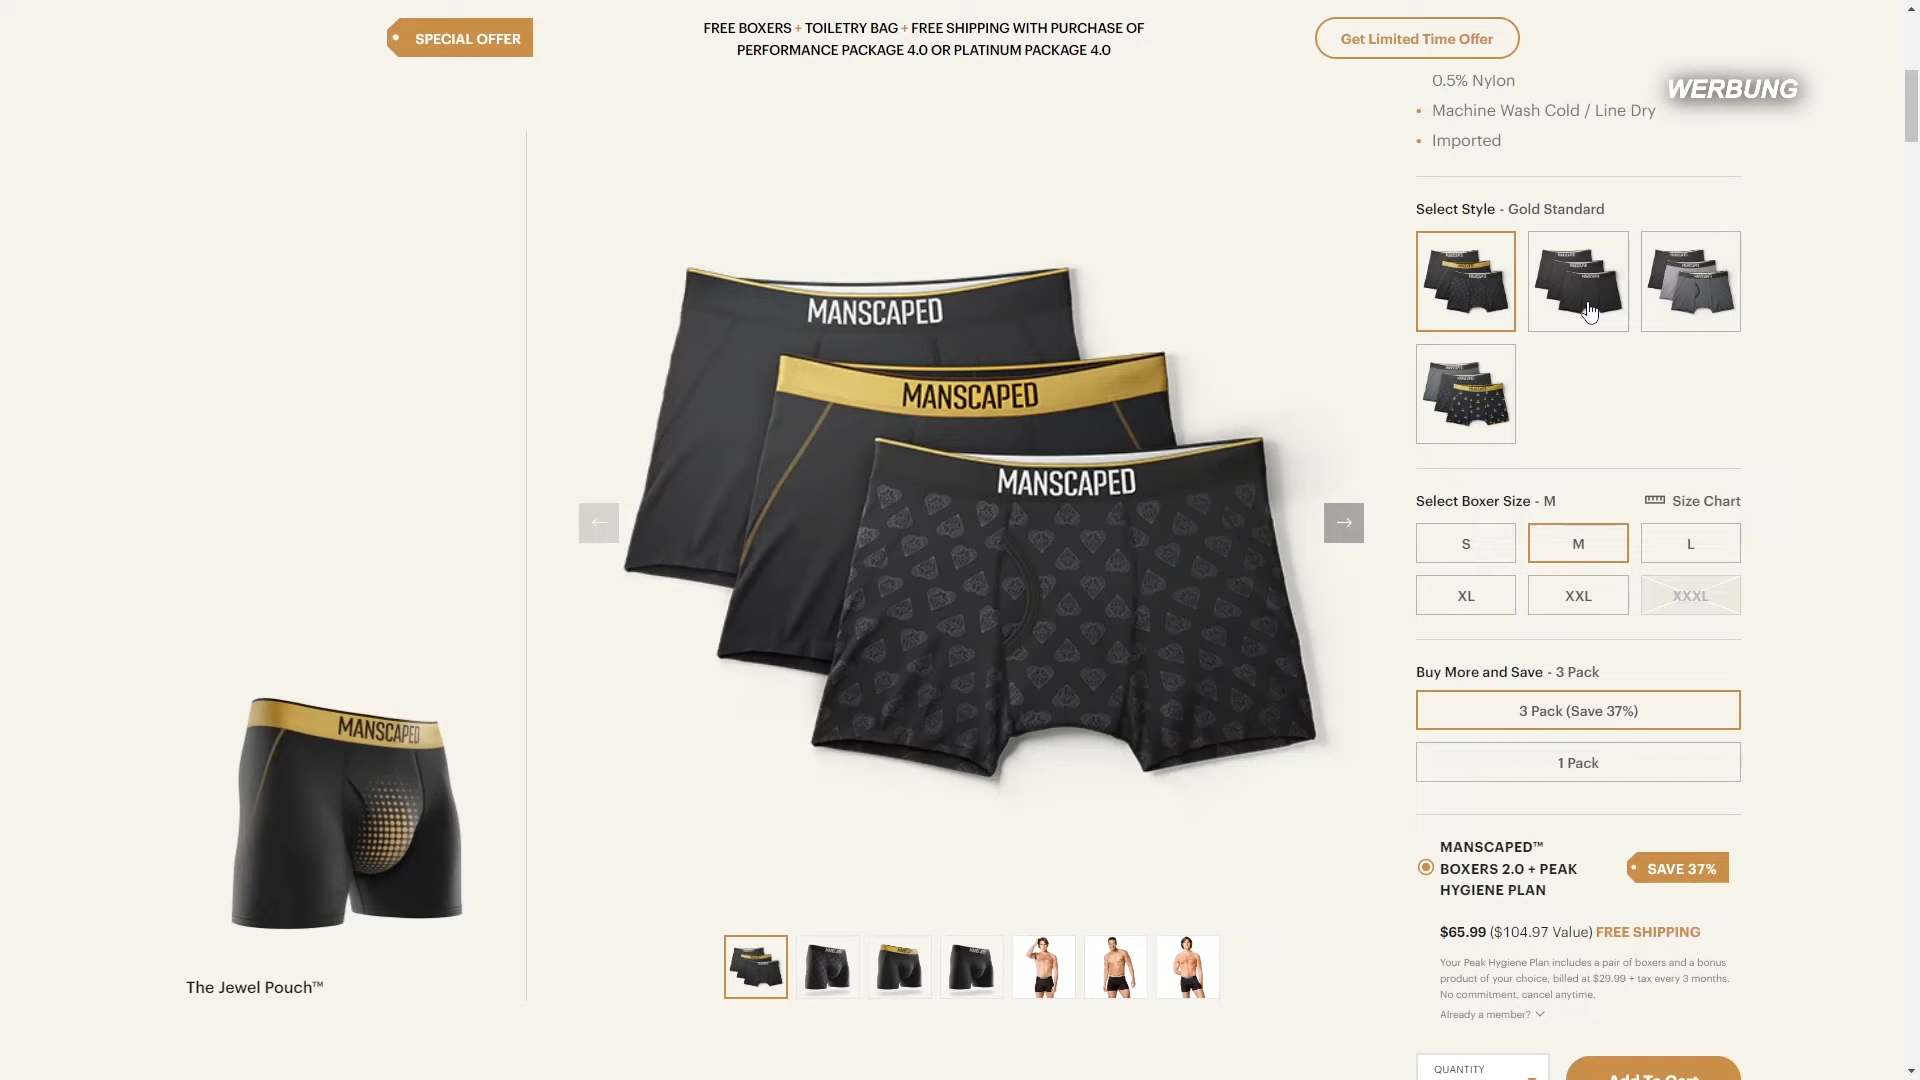 SPECIAL OFFER
FREE BOXERS + TOILETRY BAG + FREE SHIPPING WITH PURCHASE OF
PERFORMANCE PACKAGE 4.0 OR PLATINUM PACKAGE 4.0
Get Limited Time Offer
WERBUNG
0.5% Nylon
• Machine Wash Cold / Line Dry
• Imported
Select Style - Gold Standard
MANSCAPED
MANSCAPED
MANSCAPED
Select Boxer Size - M
Size Chart
S
M
L
XL
XXL
XXXL
Buy More and Save - 3 Pack
3 Pack (Save 37%)
1 Pack
MANSCAPED
The Jewel Pouch™
MANSCAPED™
BOXERS 2.0 + PEAK
HYGIENE PLAN
SAVE 37%
$65.99 ($104.97 Value) FREE SHIPPING
Your Peak Hygiene Plan includes a pair of boxers and a bonus
product of your choice, billed at $29.99 + tax every 3 months.
No commitment, cancel anytime.
Already a member?
QUANTITY
Add To Cart